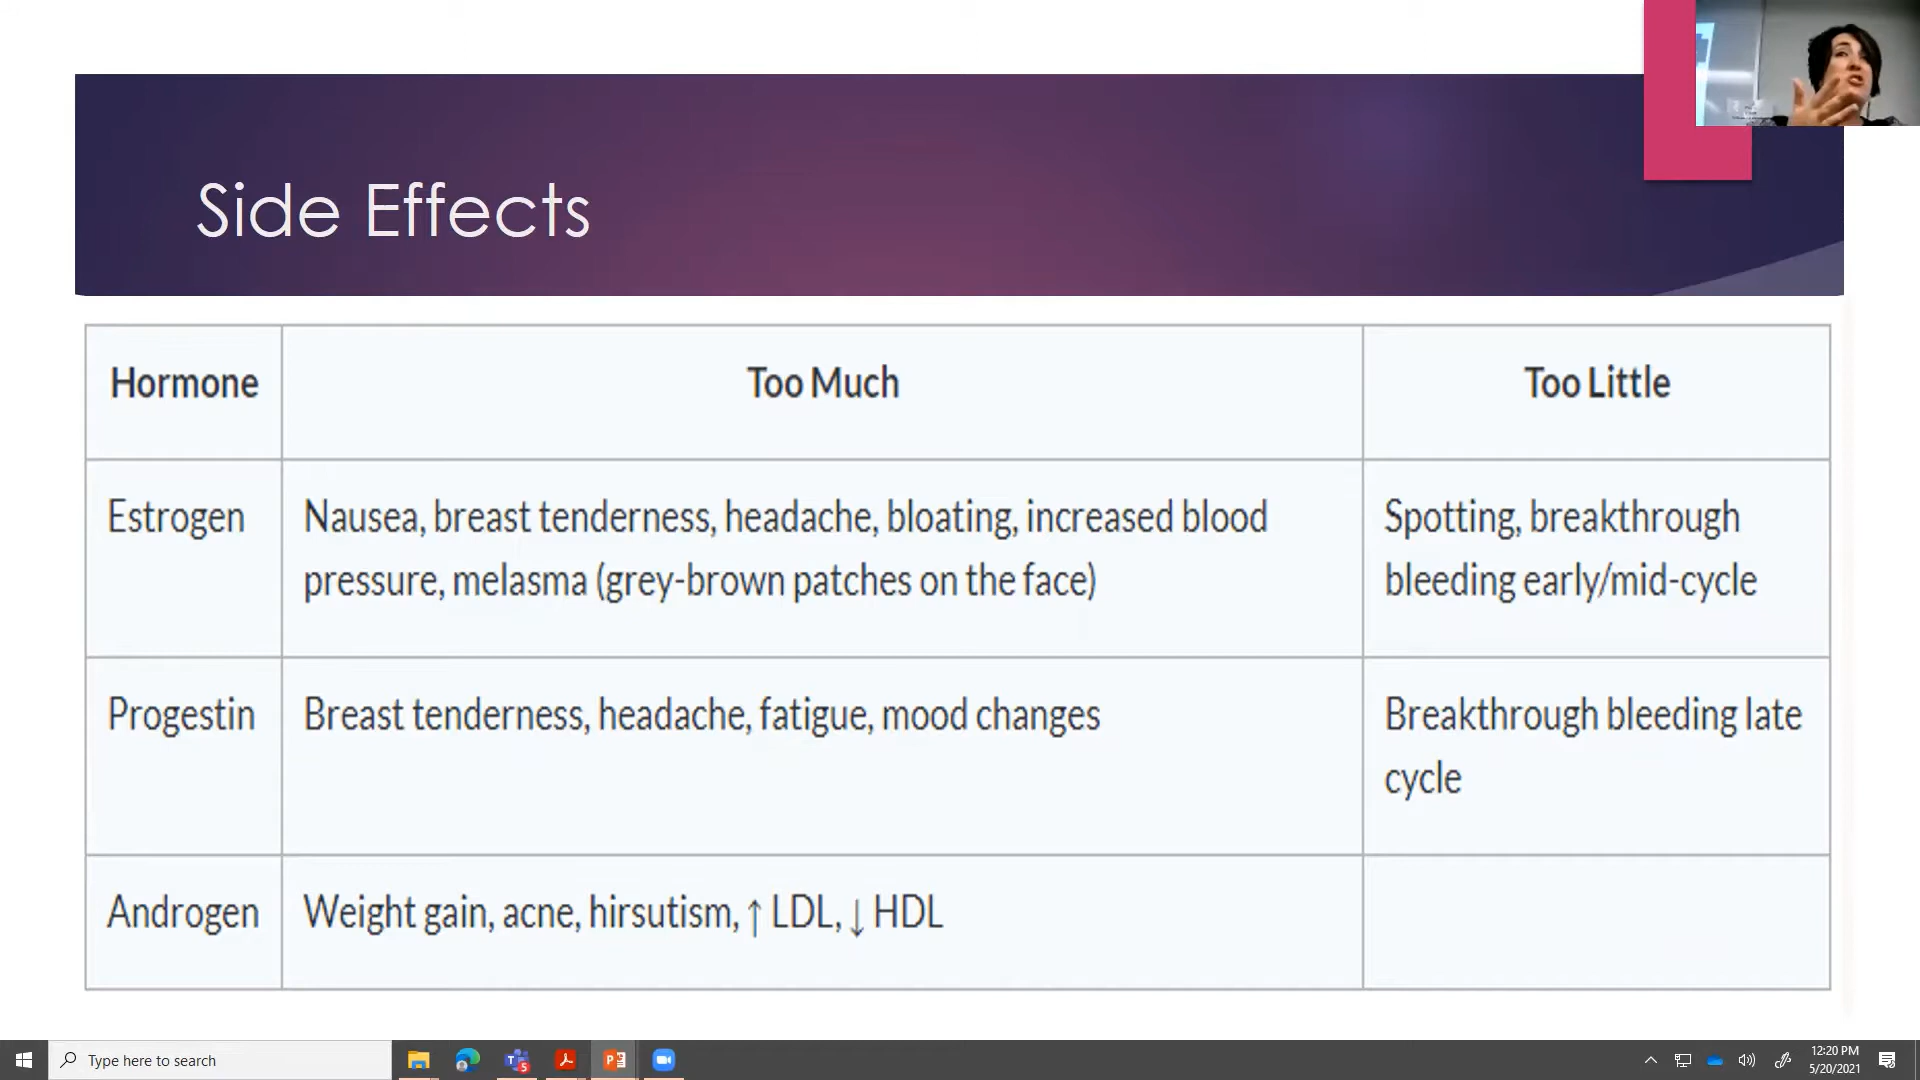 Side Effects
Hormone
Too Much
Too Little
Estrogen
Nausea, breast tenderness, headache, bloating, increased blood
pressure, melasma (grey-brown patches on the face)
Spotting, breakthrough
bleeding early/mid-cycle
Progestin
Breast tenderness, headache, fatigue, mood changes
Breakthrough bleeding late
cycle
Androgen
Weight gain, acne, hirsutism, ↑ LDL, ↓ HDL
Type here to search
5
12:20 PM
5/20/2021